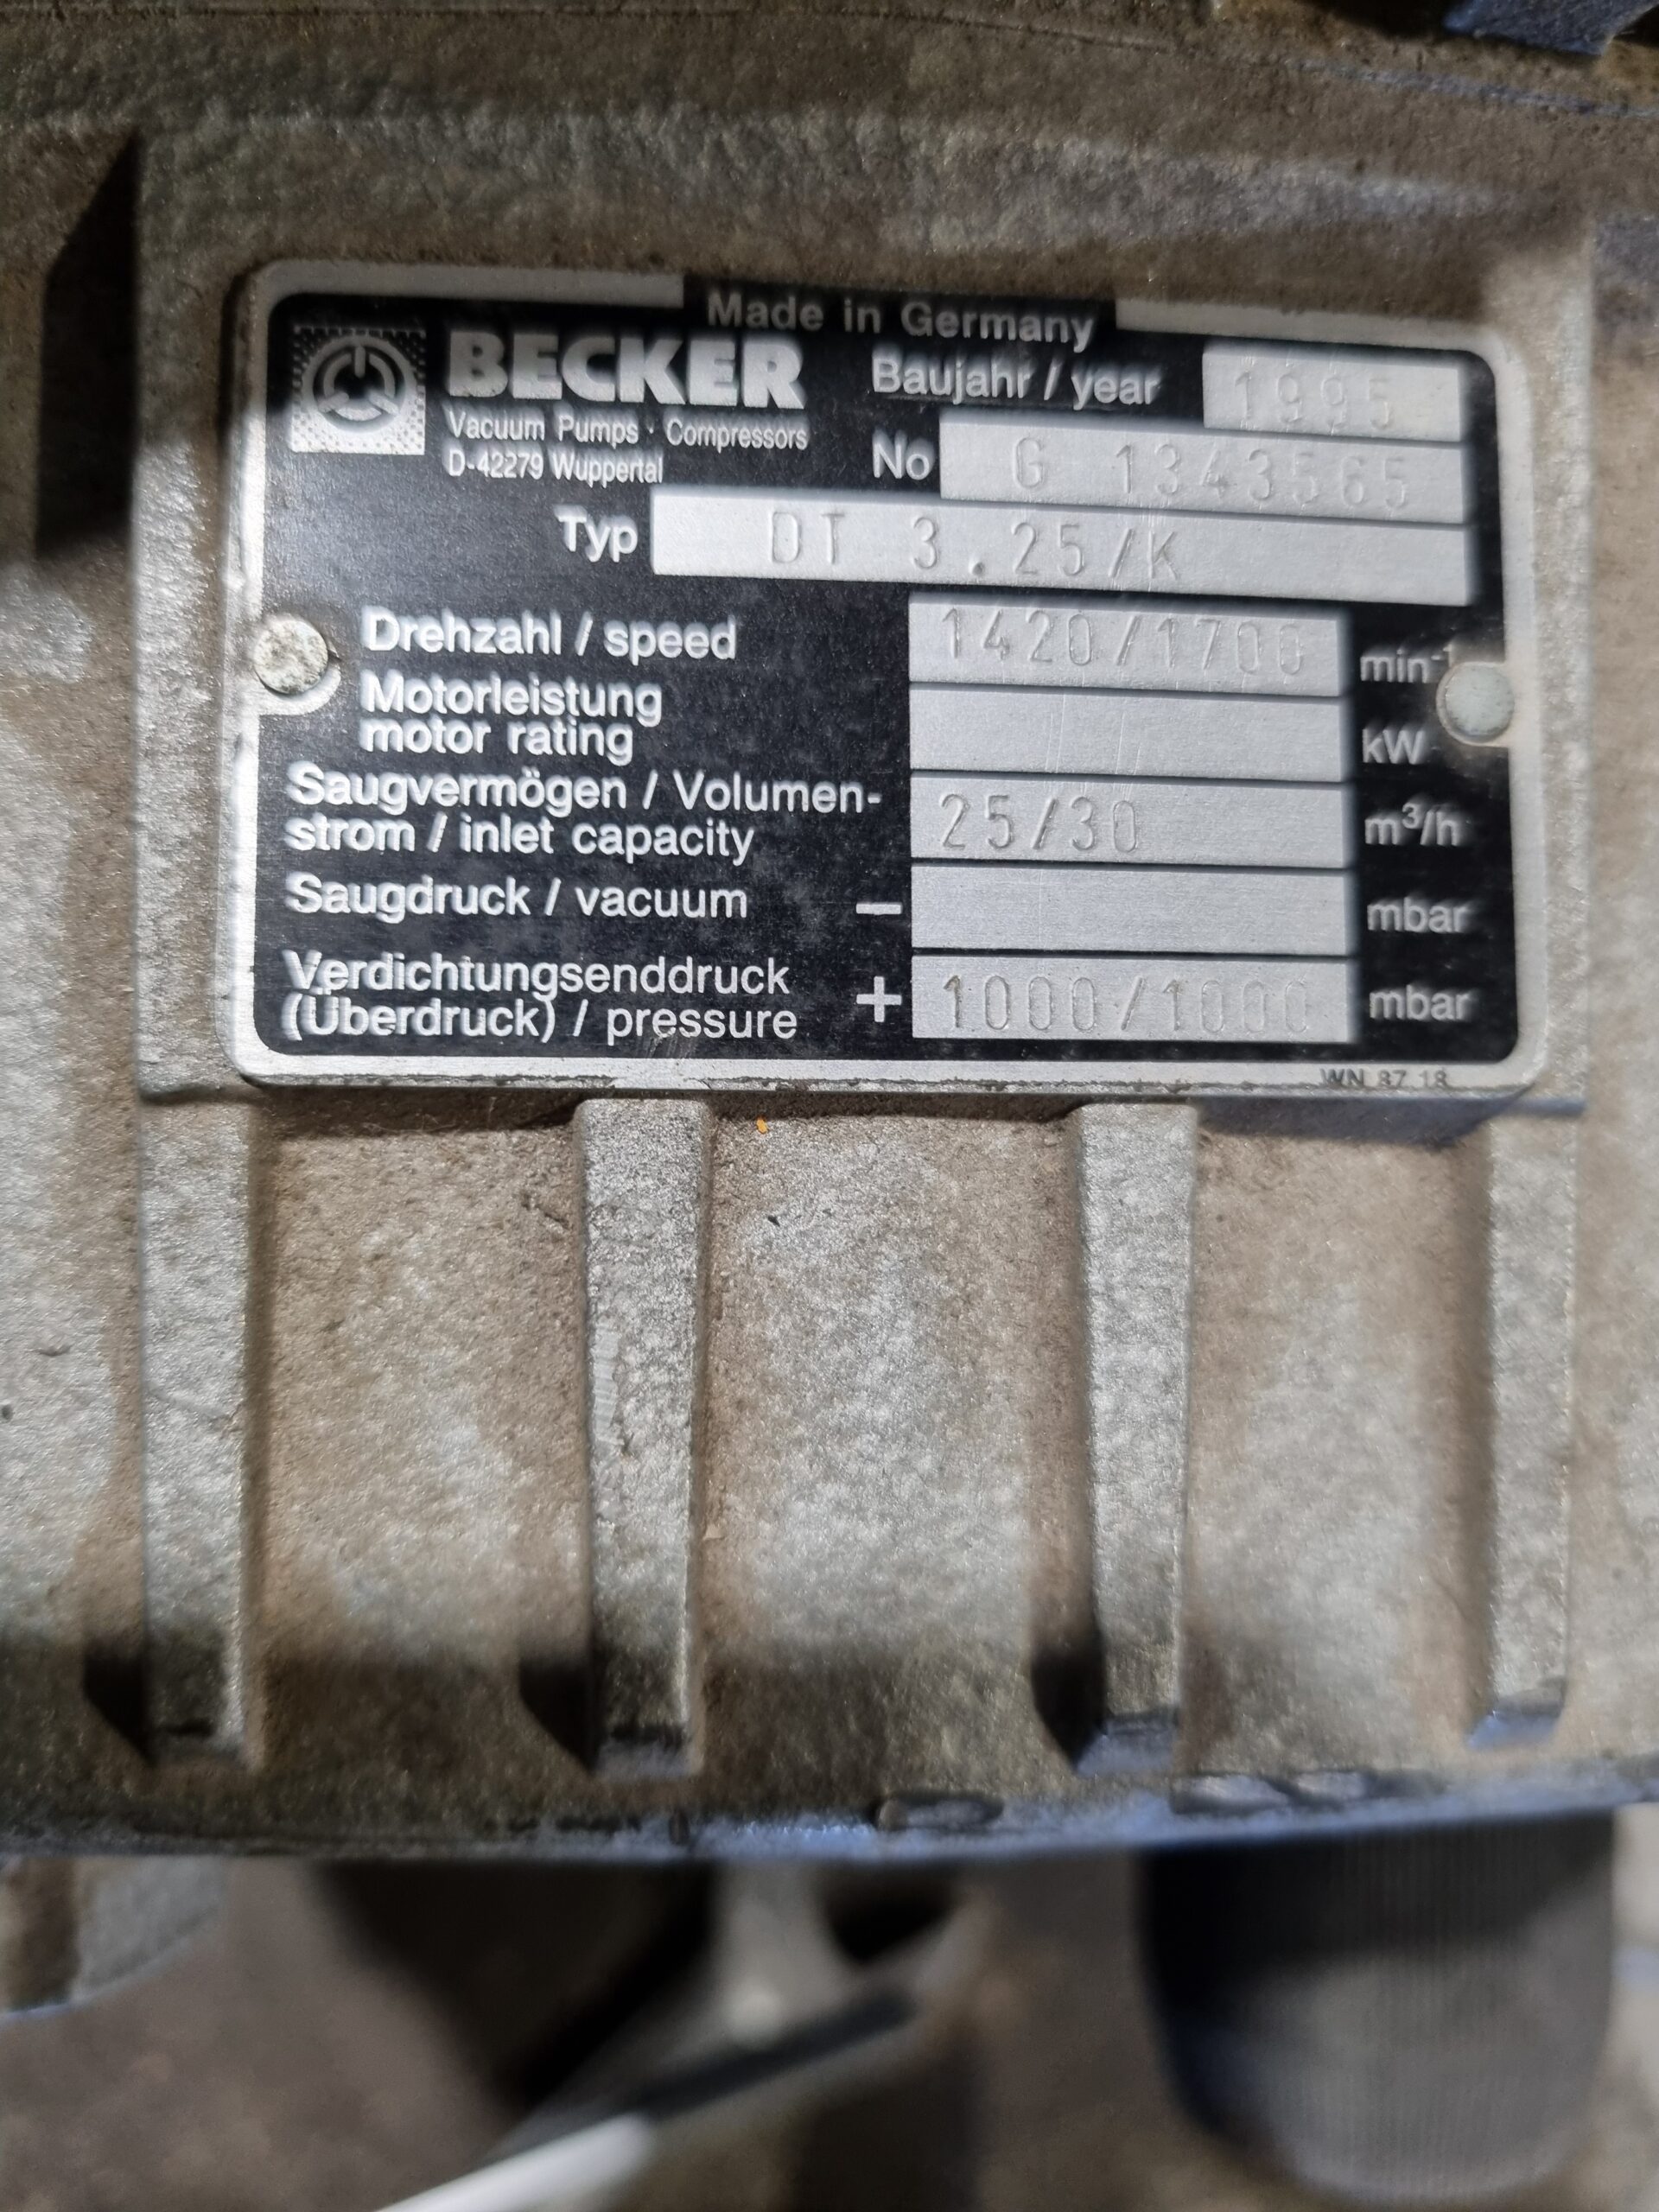 Made in Germany
BECKER
Vacuum Pumps · Compressors
D-42279 Wuppertal
Baujahr / year 1995
No G 1343565
Typ DT 3.25/K
Drehzahl / speed 1420/1700 min⁻¹
Motorleistung
motor rating kW
Saugvermögen / Volumen-
strom / inlet capacity 25/30 m³/h
Saugdruck / vacuum − mbar
Verdichtungsenddruck
(Überdruck) / pressure + 1000/1000 mbar
WN 87 18